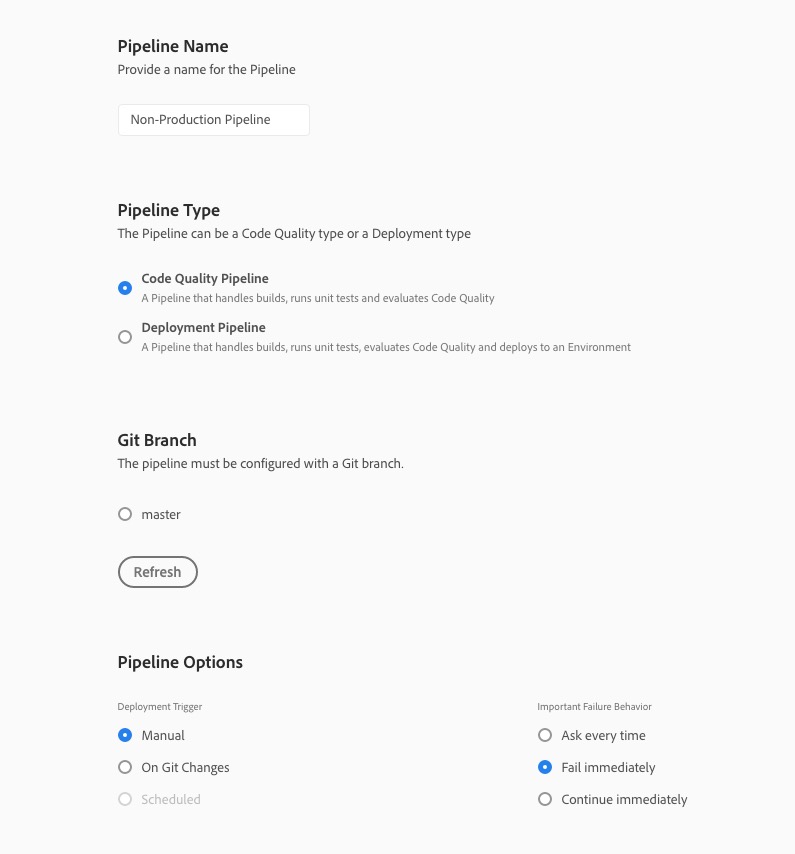 Pipeline Name
Provide a name for the Pipeline
Non-Production Pipeline
Pipeline Type
The Pipeline can be a Code Quality type or a Deployment type
Code Quality Pipeline
A Pipeline that handles builds, runs unit tests and evaluates Code Quality
Deployment Pipeline
A Pipeline that handles builds, runs unit tests, evaluates Code Quality and deploys to an Environment
Git Branch
The pipeline must be configured with a Git branch.
master
Refresh
Pipeline Options
Deployment Trigger
Manual
On Git Changes
Scheduled
Important Failure Behavior
Ask every time
Fail immediately
Continue immediately